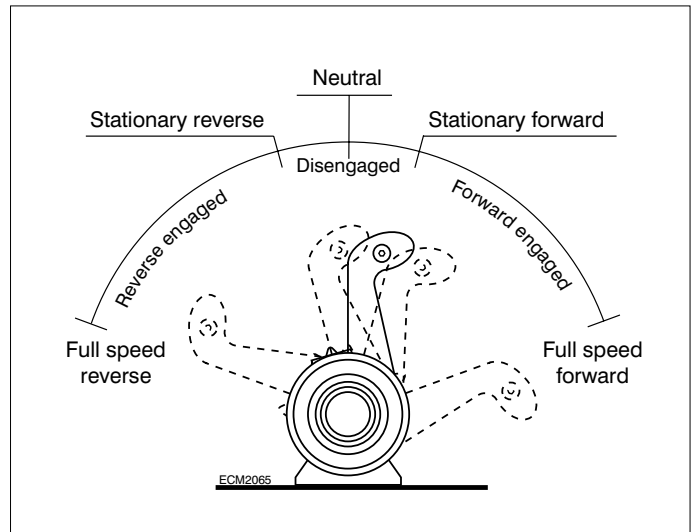 Neutral
Stationary reverse
Stationary forward
Disengaged
Reverse engaged
Forward engaged
Full speed
reverse
Full speed
forward
ECM2065